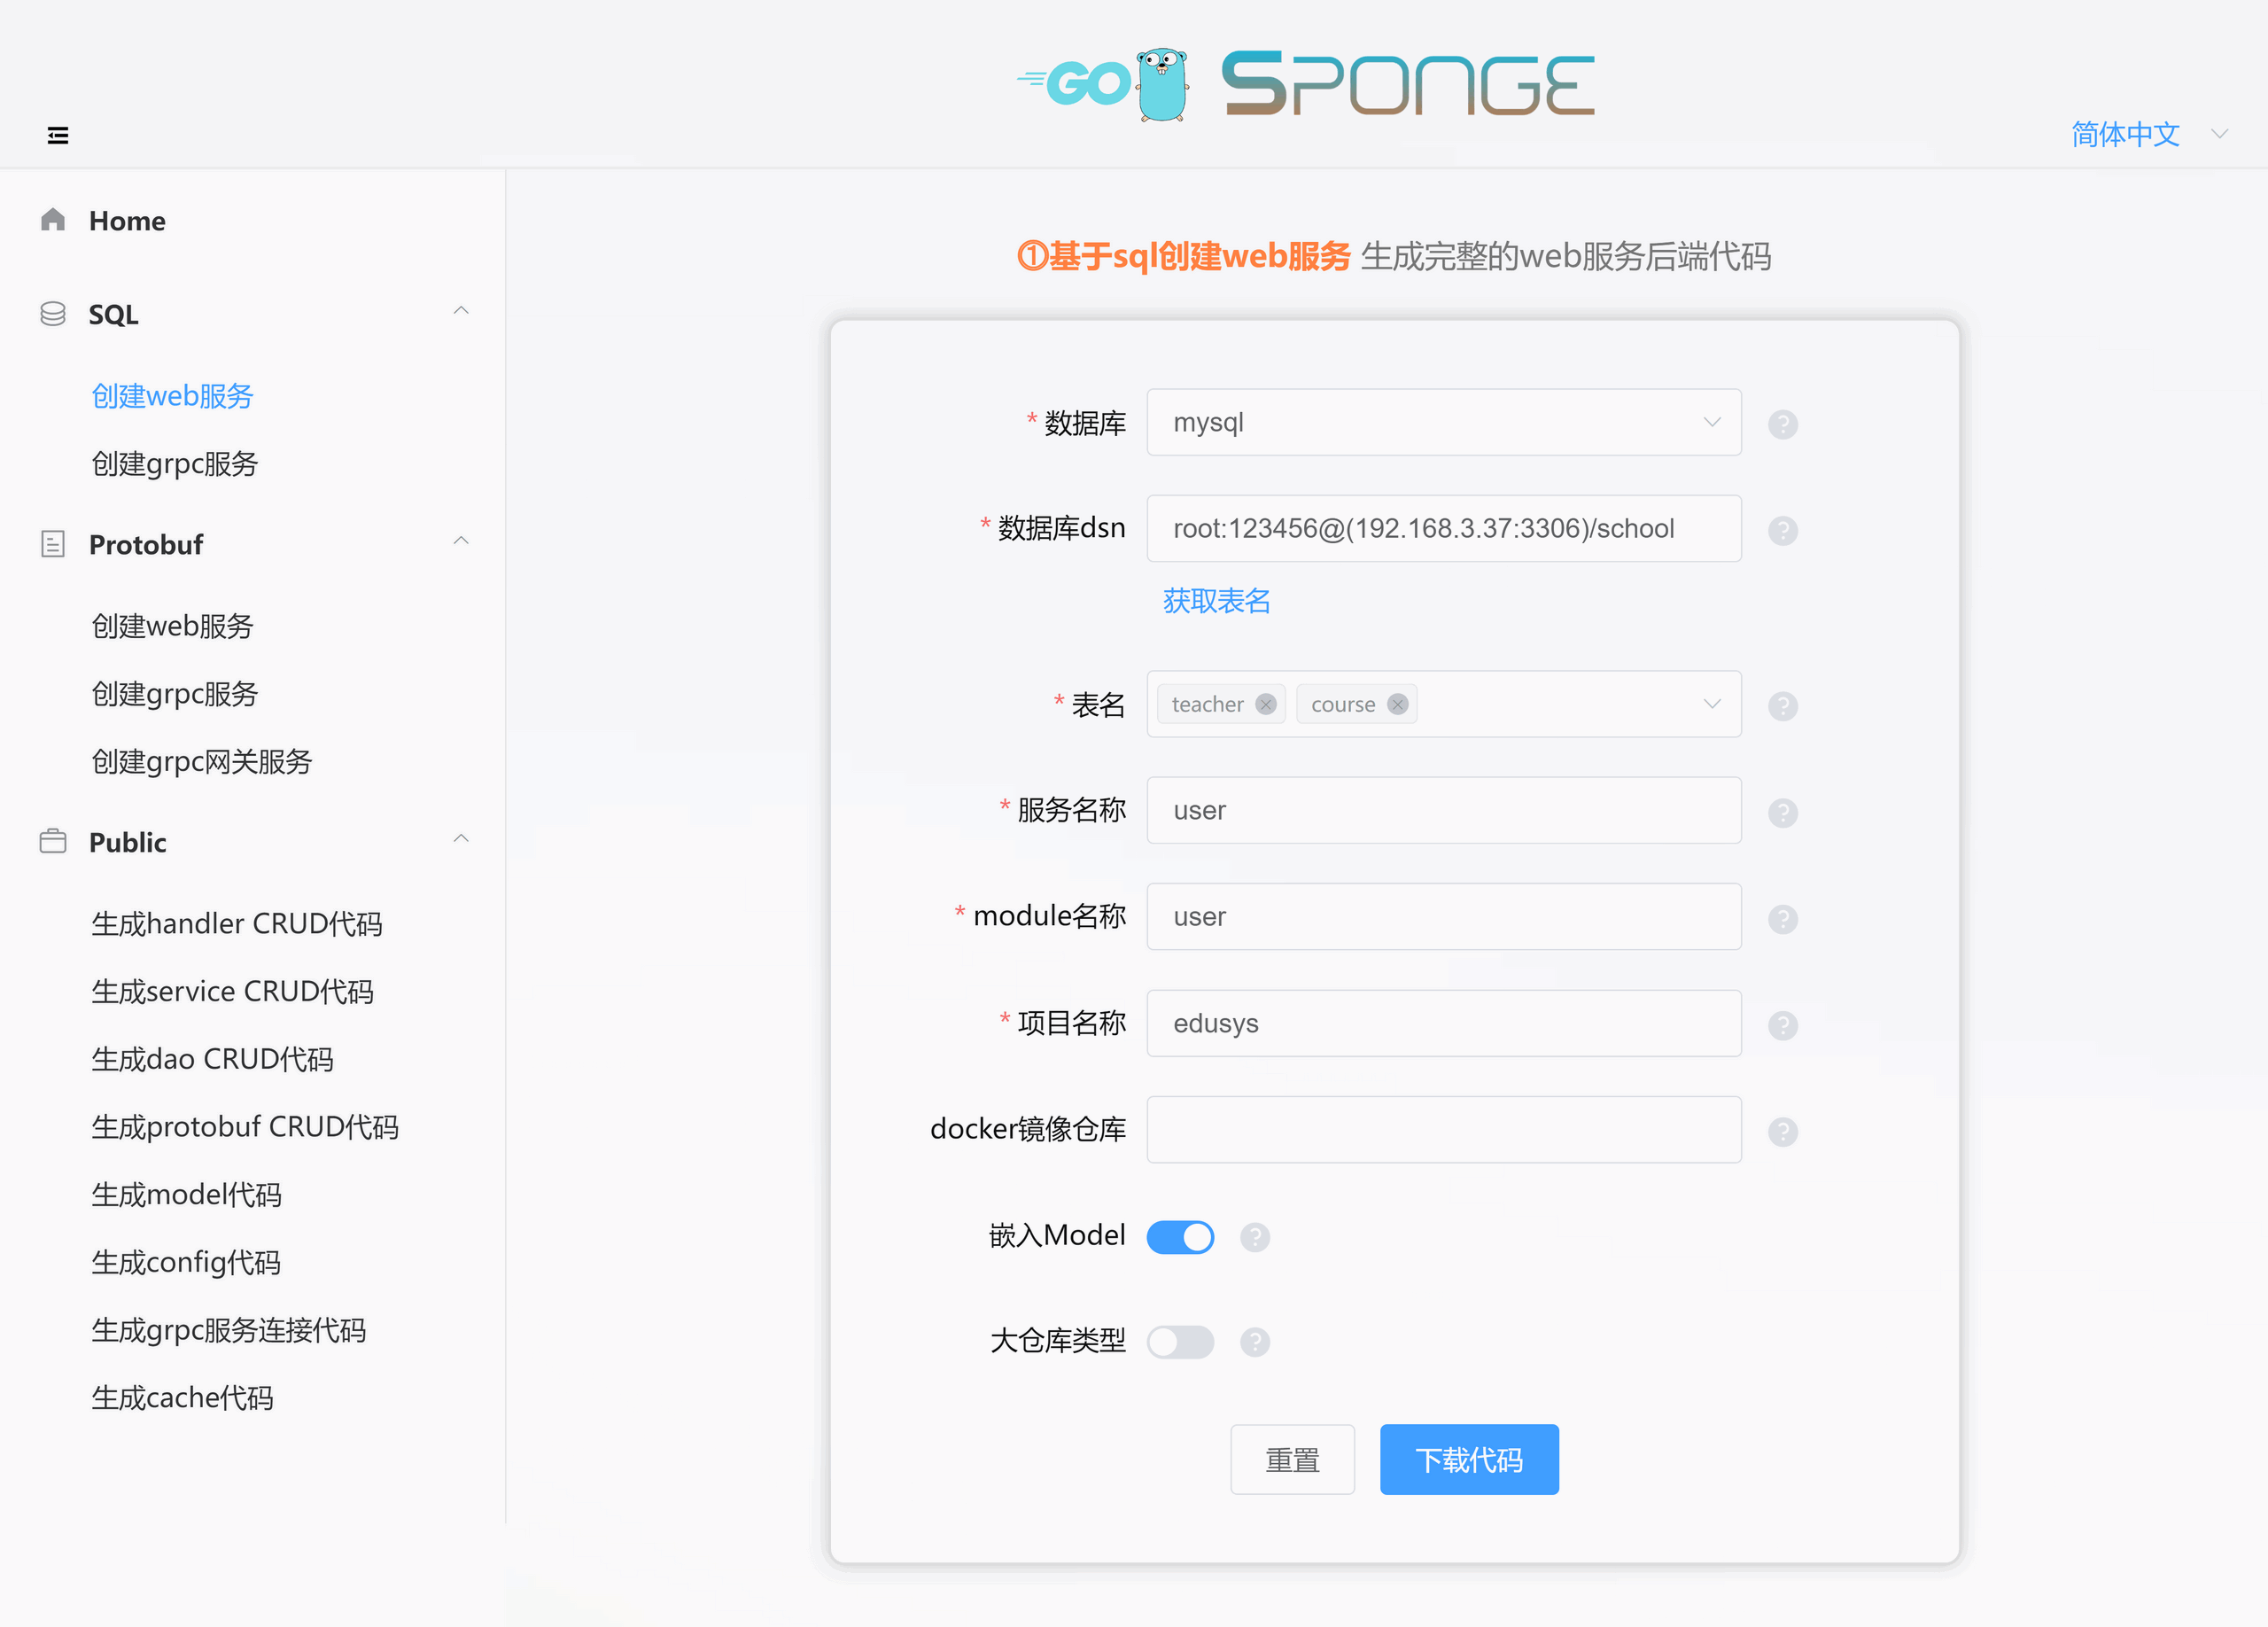 GO SPONGE
简体中文
Home
SQL
创建web服务
创建grpc服务
Protobuf
创建web服务
创建grpc服务
创建grpc网关服务
Public
生成handler CRUD代码
生成service CRUD代码
生成dao CRUD代码
生成protobuf CRUD代码
生成model代码
生成config代码
生成grpc服务连接代码
生成cache代码
①基于sql创建web服务 生成完整的web服务后端代码
* 数据库 mysql ?
* 数据库dsn root:123456@(192.168.3.37:3306)/school ?
获取表名
* 表名 teacher course ?
* 服务名称 user ?
* module名称 user ?
* 项目名称 edusys ?
docker镜像仓库 ?
嵌入Model ?
大仓库类型 ?
重置 下载代码